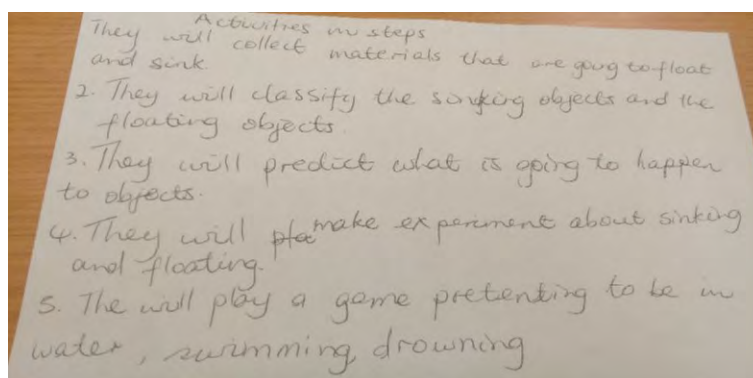 Activities in steps
They will collect materials that are going to float
and sink
2. They will classify the sinking objects and the
floating objects.
3. They will predict what is going to happen
to objects.
4. They will make experiment about sinking
and floating.
5. The will play a game pretenting to be in
water, swimming, drowning